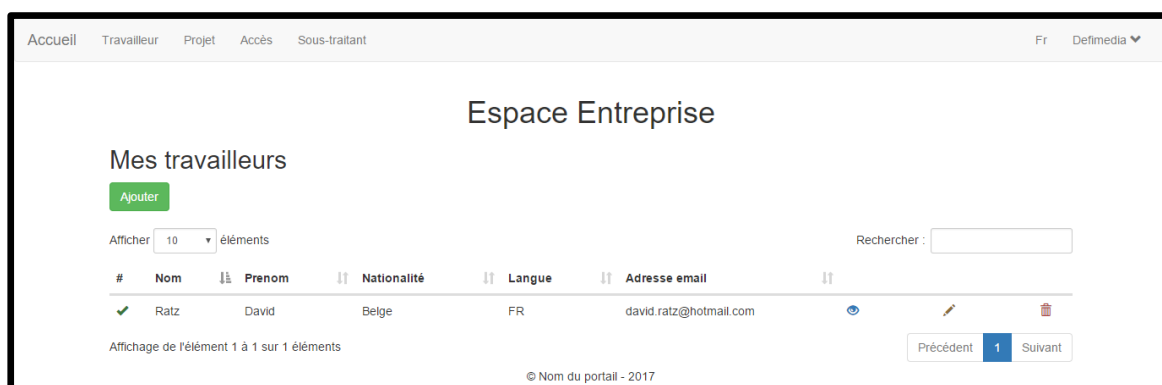 Accueil Travailleur Projet Accès Sous-traitant Fr Defimedia
Espace Entreprise
Mes travailleurs
Ajouter
Afficher 10 éléments Rechercher :
# Nom Prenom Nationalité Langue Adresse email
Ratz David Belge FR david.ratz@hotmail.com
Affichage de l'élément 1 à 1 sur 1 éléments Précédent 1 Suivant
© Nom du portail - 2017